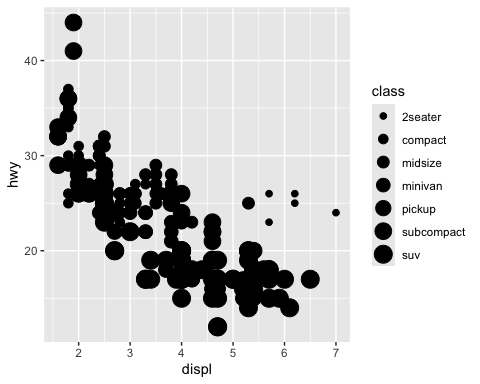 40
30
20
hwy
2 3 4 5 6 7
displ
class
2seater
compact
midsize
minivan
pickup
subcompact
suv